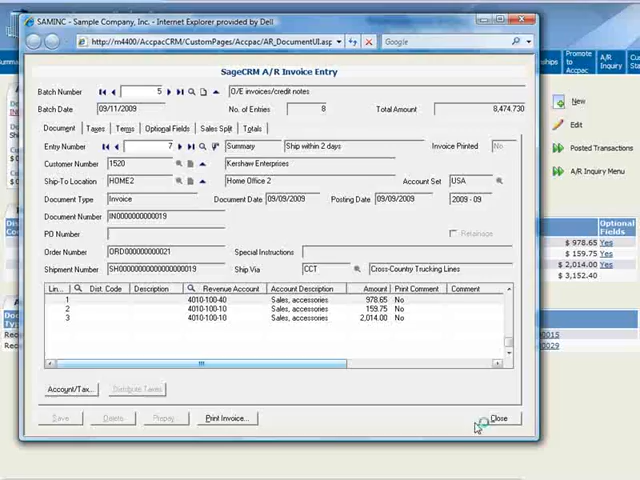 SAMINC - Sample Company, Inc. - Internet Explorer provided by Dell
http://m4400/AccpacCRM/CustomPages/Accpac/AR_DocumentUI.asp
Google
SageCRM A/R Invoice Entry
Batch Number 5 O/E invoices/credit notes
Batch Date 09/11/2009 No. of Entries 8 Total Amount 8,474.730
Document Taxes Terms Optional Fields Sales Split Totals
Entry Number 7 Summary Ship within 2 days Invoice Printed No
Customer Number 1520 Kershaw Enterprises
Ship-To Location HOME2 Home Office 2 Account Set USA
Document Type Invoice Document Date 09/09/2009 Posting Date 09/09/2009 2009 - 09
Document Number IN0000000000019
PO Number Retainage
Order Number ORD000000000021 Special Instructions
Shipment Number SH00000000000000000019 Ship Via CCT Cross-Country Trucking Lines
Line... Dist. Code Description Revenue Account Account Description Amount Print Comment Comment
1 4010-100-40 Sales, accessories 978.65 No
2 4010-100-10 Sales, accessories 159.75 No
3 4010-100-10 Sales, accessories 2,014.00 No
Account/Tax... Distribute Taxes
Save Delete Prepay... Print Invoice... Close
Promote to Accpac
A/R Inquiry
New
Edit
Posted Transactions
A/R Inquiry Menu
Optional Fields
$ 978.65 Yes
$ 159.75 Yes
$ 2,014.00 Yes
$ 3,152.40